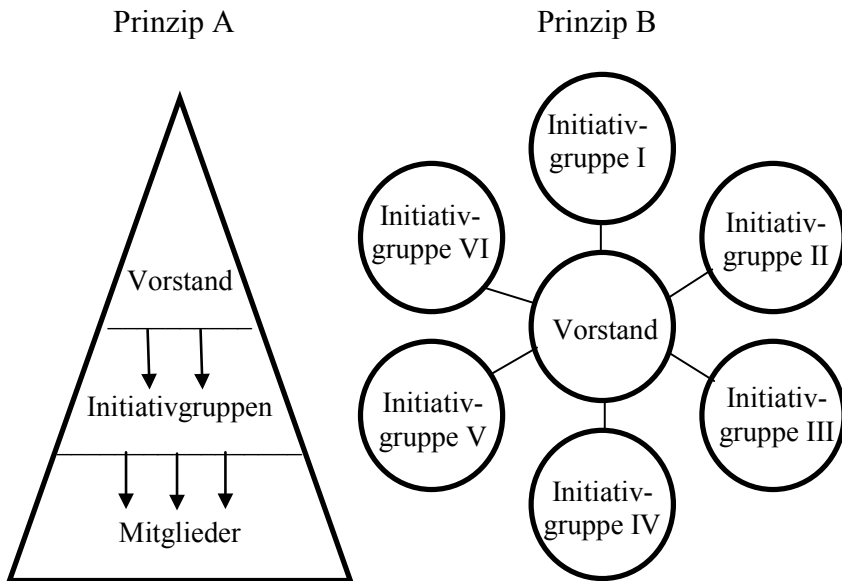 Prinzip A
Vorstand
Initiativgruppen
Mitglieder
Prinzip B
Initiativ-
gruppe I
Initiativ-
gruppe II
Initiativ-
gruppe III
Initiativ-
gruppe IV
Initiativ-
gruppe V
Initiativ-
gruppe VI
Vorstand